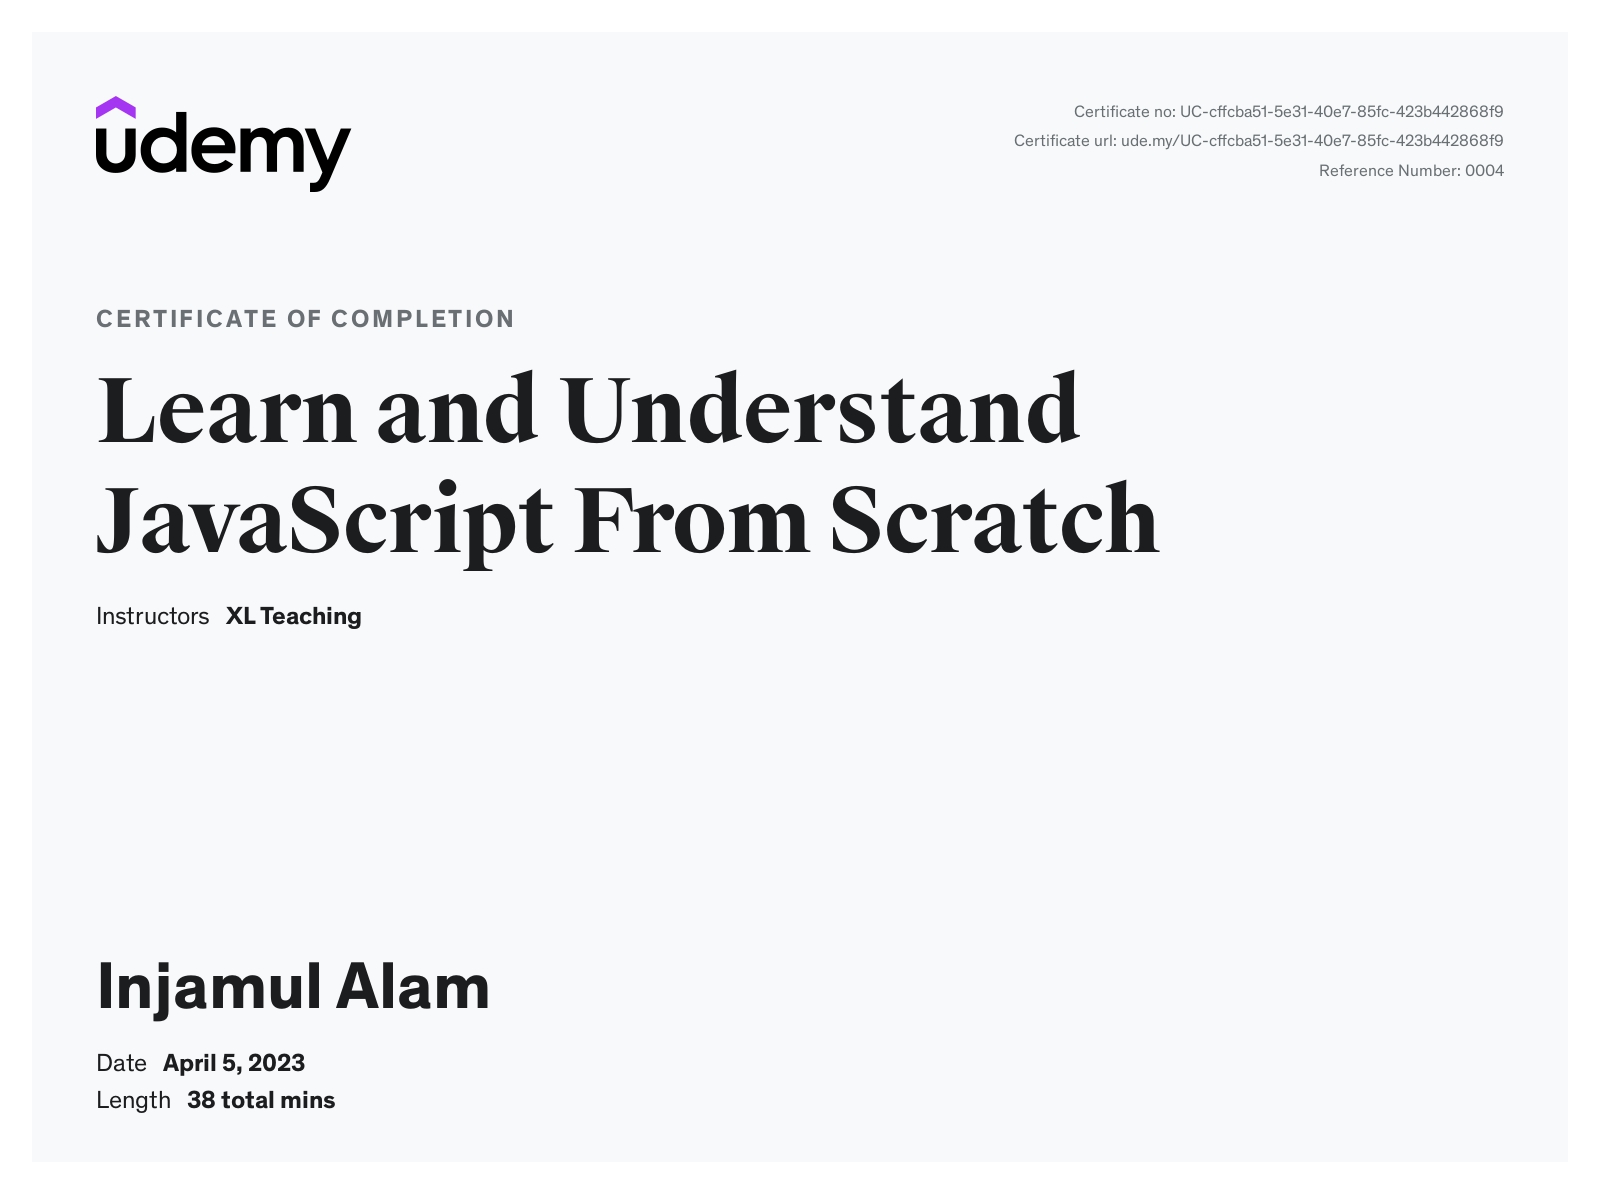 udemy
Certificate no: UC-cffcba51-5e31-40e7-85fc-423b442868f9
Certificate url: ude.my/UC-cffcba51-5e31-40e7-85fc-423b442868f9
Reference Number: 0004
CERTIFICATE OF COMPLETION
Learn and Understand
JavaScript From Scratch
Instructors XL Teaching
Injamul Alam
Date April 5, 2023
Length 38 total mins